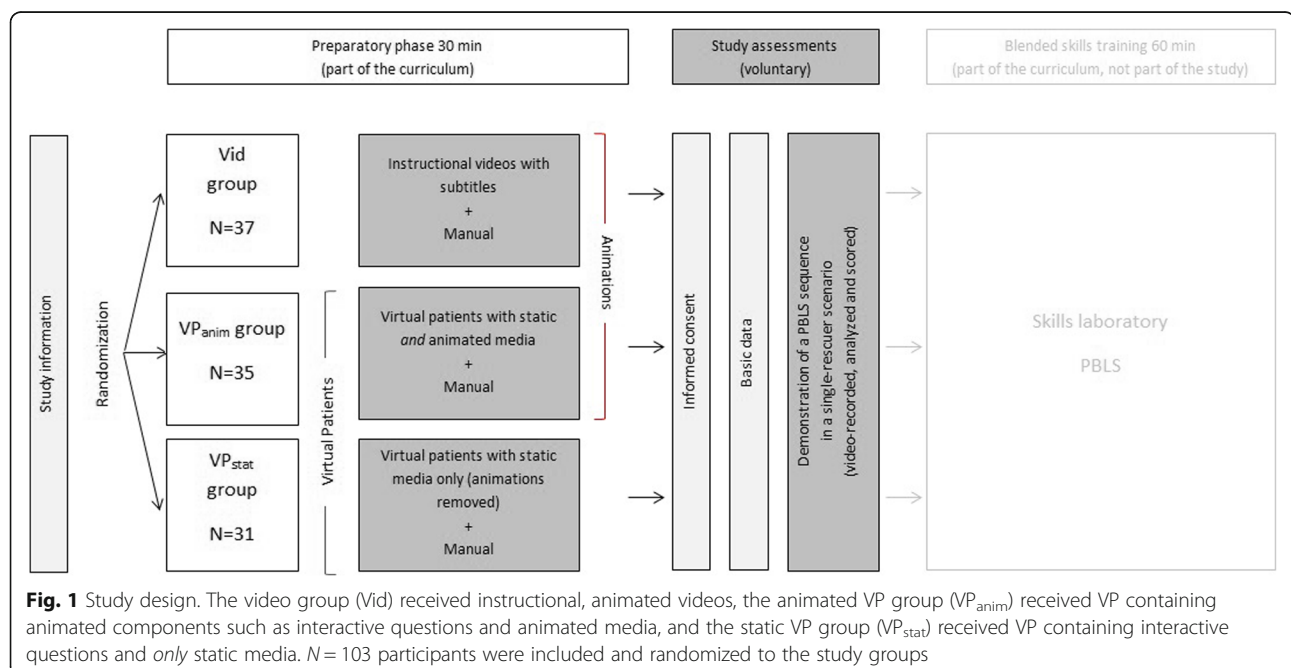 Preparatory phase 30 min
(part of the curriculum)
Study assessments
(voluntary)
Blended skills training 60 min
(part of the curriculum, not part of the study)
Study information
Randomization
Vid
group
N=37
VPanim group
N=35
VPstat
group
N=31
Virtual Patients
Instructional videos with
subtitles
+
Manual
Virtual patients with static
and animated media
+
Manual
Virtual patients with static
media only (animations
removed)
+
Manual
Animations
Informed consent
Basic data
Demonstration of a PBLS sequence
in a single-rescuer scenario
(video-recorded, analyzed and scored)
Skills laboratory
PBLS
Fig. 1 Study design. The video group (Vid) received instructional, animated videos, the animated VP group (VPanim) received VP containing
animated components such as interactive questions and animated media, and the static VP group (VPstat) received VP containing interactive
questions and only static media. N = 103 participants were included and randomized to the study groups